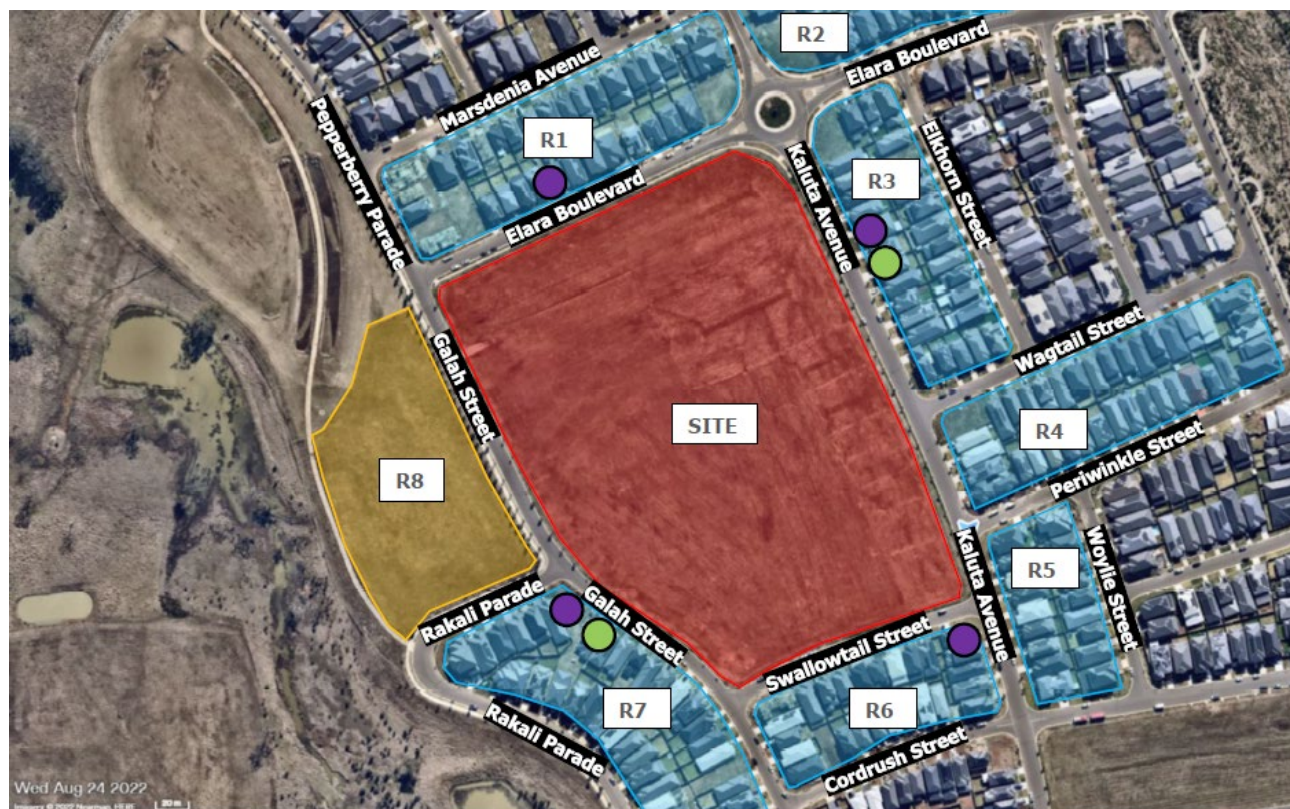 R2
Elara Boulevard
Marsdenia Avenue
R1
Pepperberry Parade
Elara Boulevard
Kaluta Avenue
R3
Elkhorn Street
Galah Street
Wagtail Street
SITE
R4
Periwinkle Street
R8
Kaluta Avenue
R5
Woylie Street
Rakali Parade
Galah Street
Swallowtail Street
R7
R6
Rakali Parade
Cordrush Street
Wed Aug 24 2022
20 m